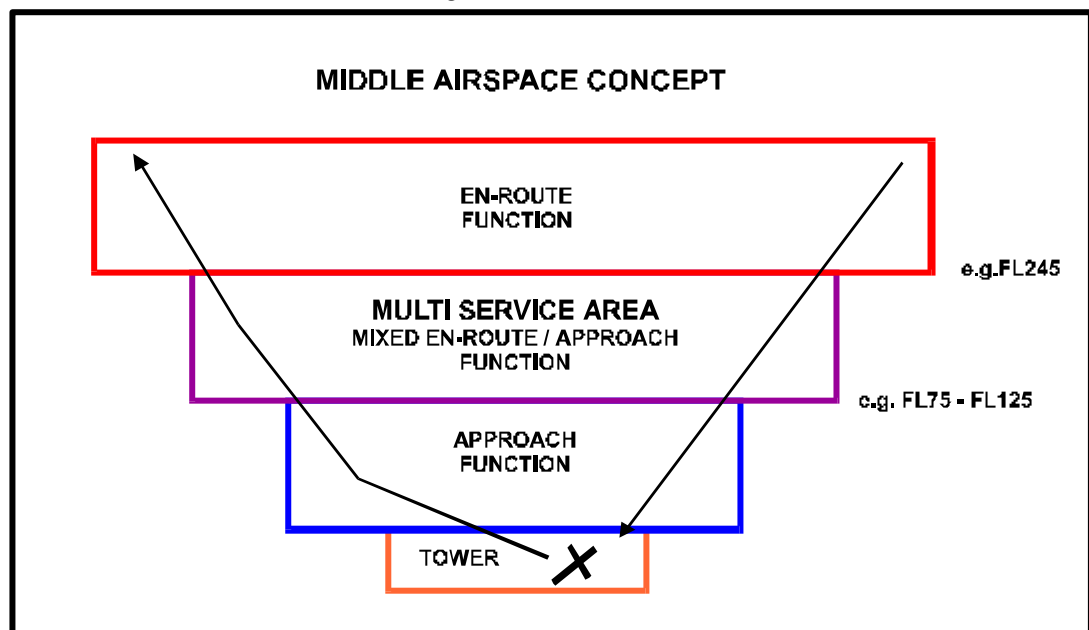 MIDDLE AIRSPACE CONCEPT
EN-ROUTE
FUNCTION
e.g.FL245
MULTI SERVICE AREA
MIXED EN-ROUTE / APPROACH
FUNCTION
e.g. FL75 - FL125
APPROACH
FUNCTION
TOWER